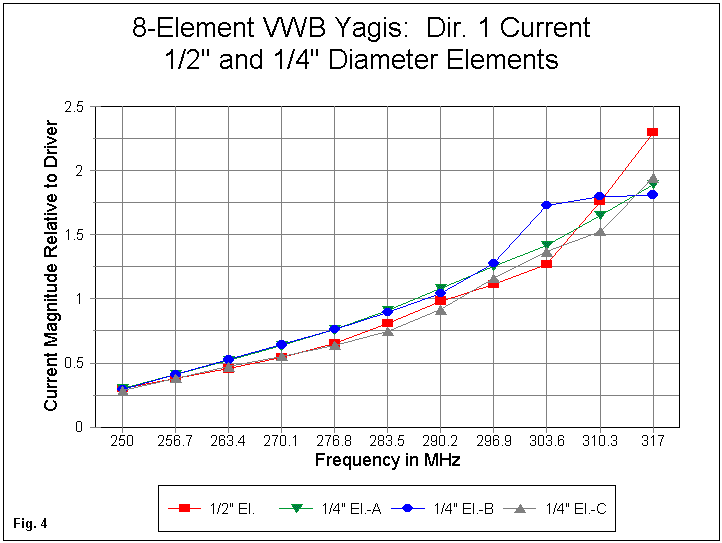 8-Element VWB Yagis:  Dir. 1 Current
1/2" and 1/4" Diameter Elements
Current Magnitude Relative to Driver
2.5
2
1.5
1
0.5
0
250 256.7 263.4 270.1 276.8 283.5 290.2 296.9 303.6 310.3 317
Frequency in MHz
1/2" El. 1/4" El.-A 1/4" El.-B 1/4" El.-C
Fig. 4